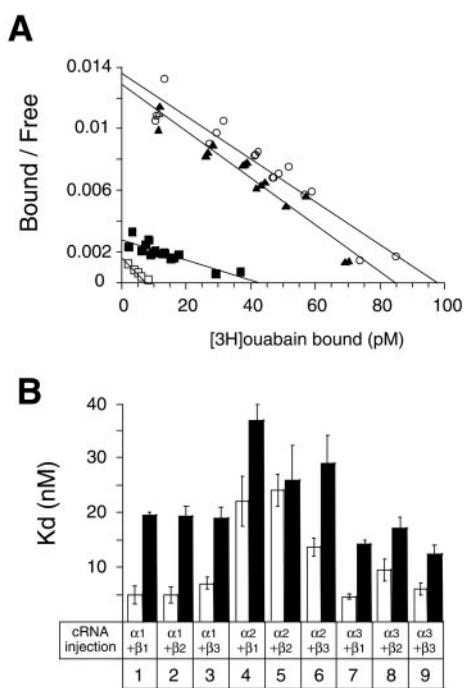 A
0.014
0.01
0.006
0.002
0
Bound / Free
0 20 40 60 80 100
[3H]ouabain bound (pM)
B
40
30
20
10
Kd (nM)
cRNA injection
α1 +β1
α1 +β2
α1 +β3
α2 +β1
α2 +β2
α2 +β3
α3 +β1
α3 +β2
α3 +β3
1 2 3 4 5 6 7 8 9